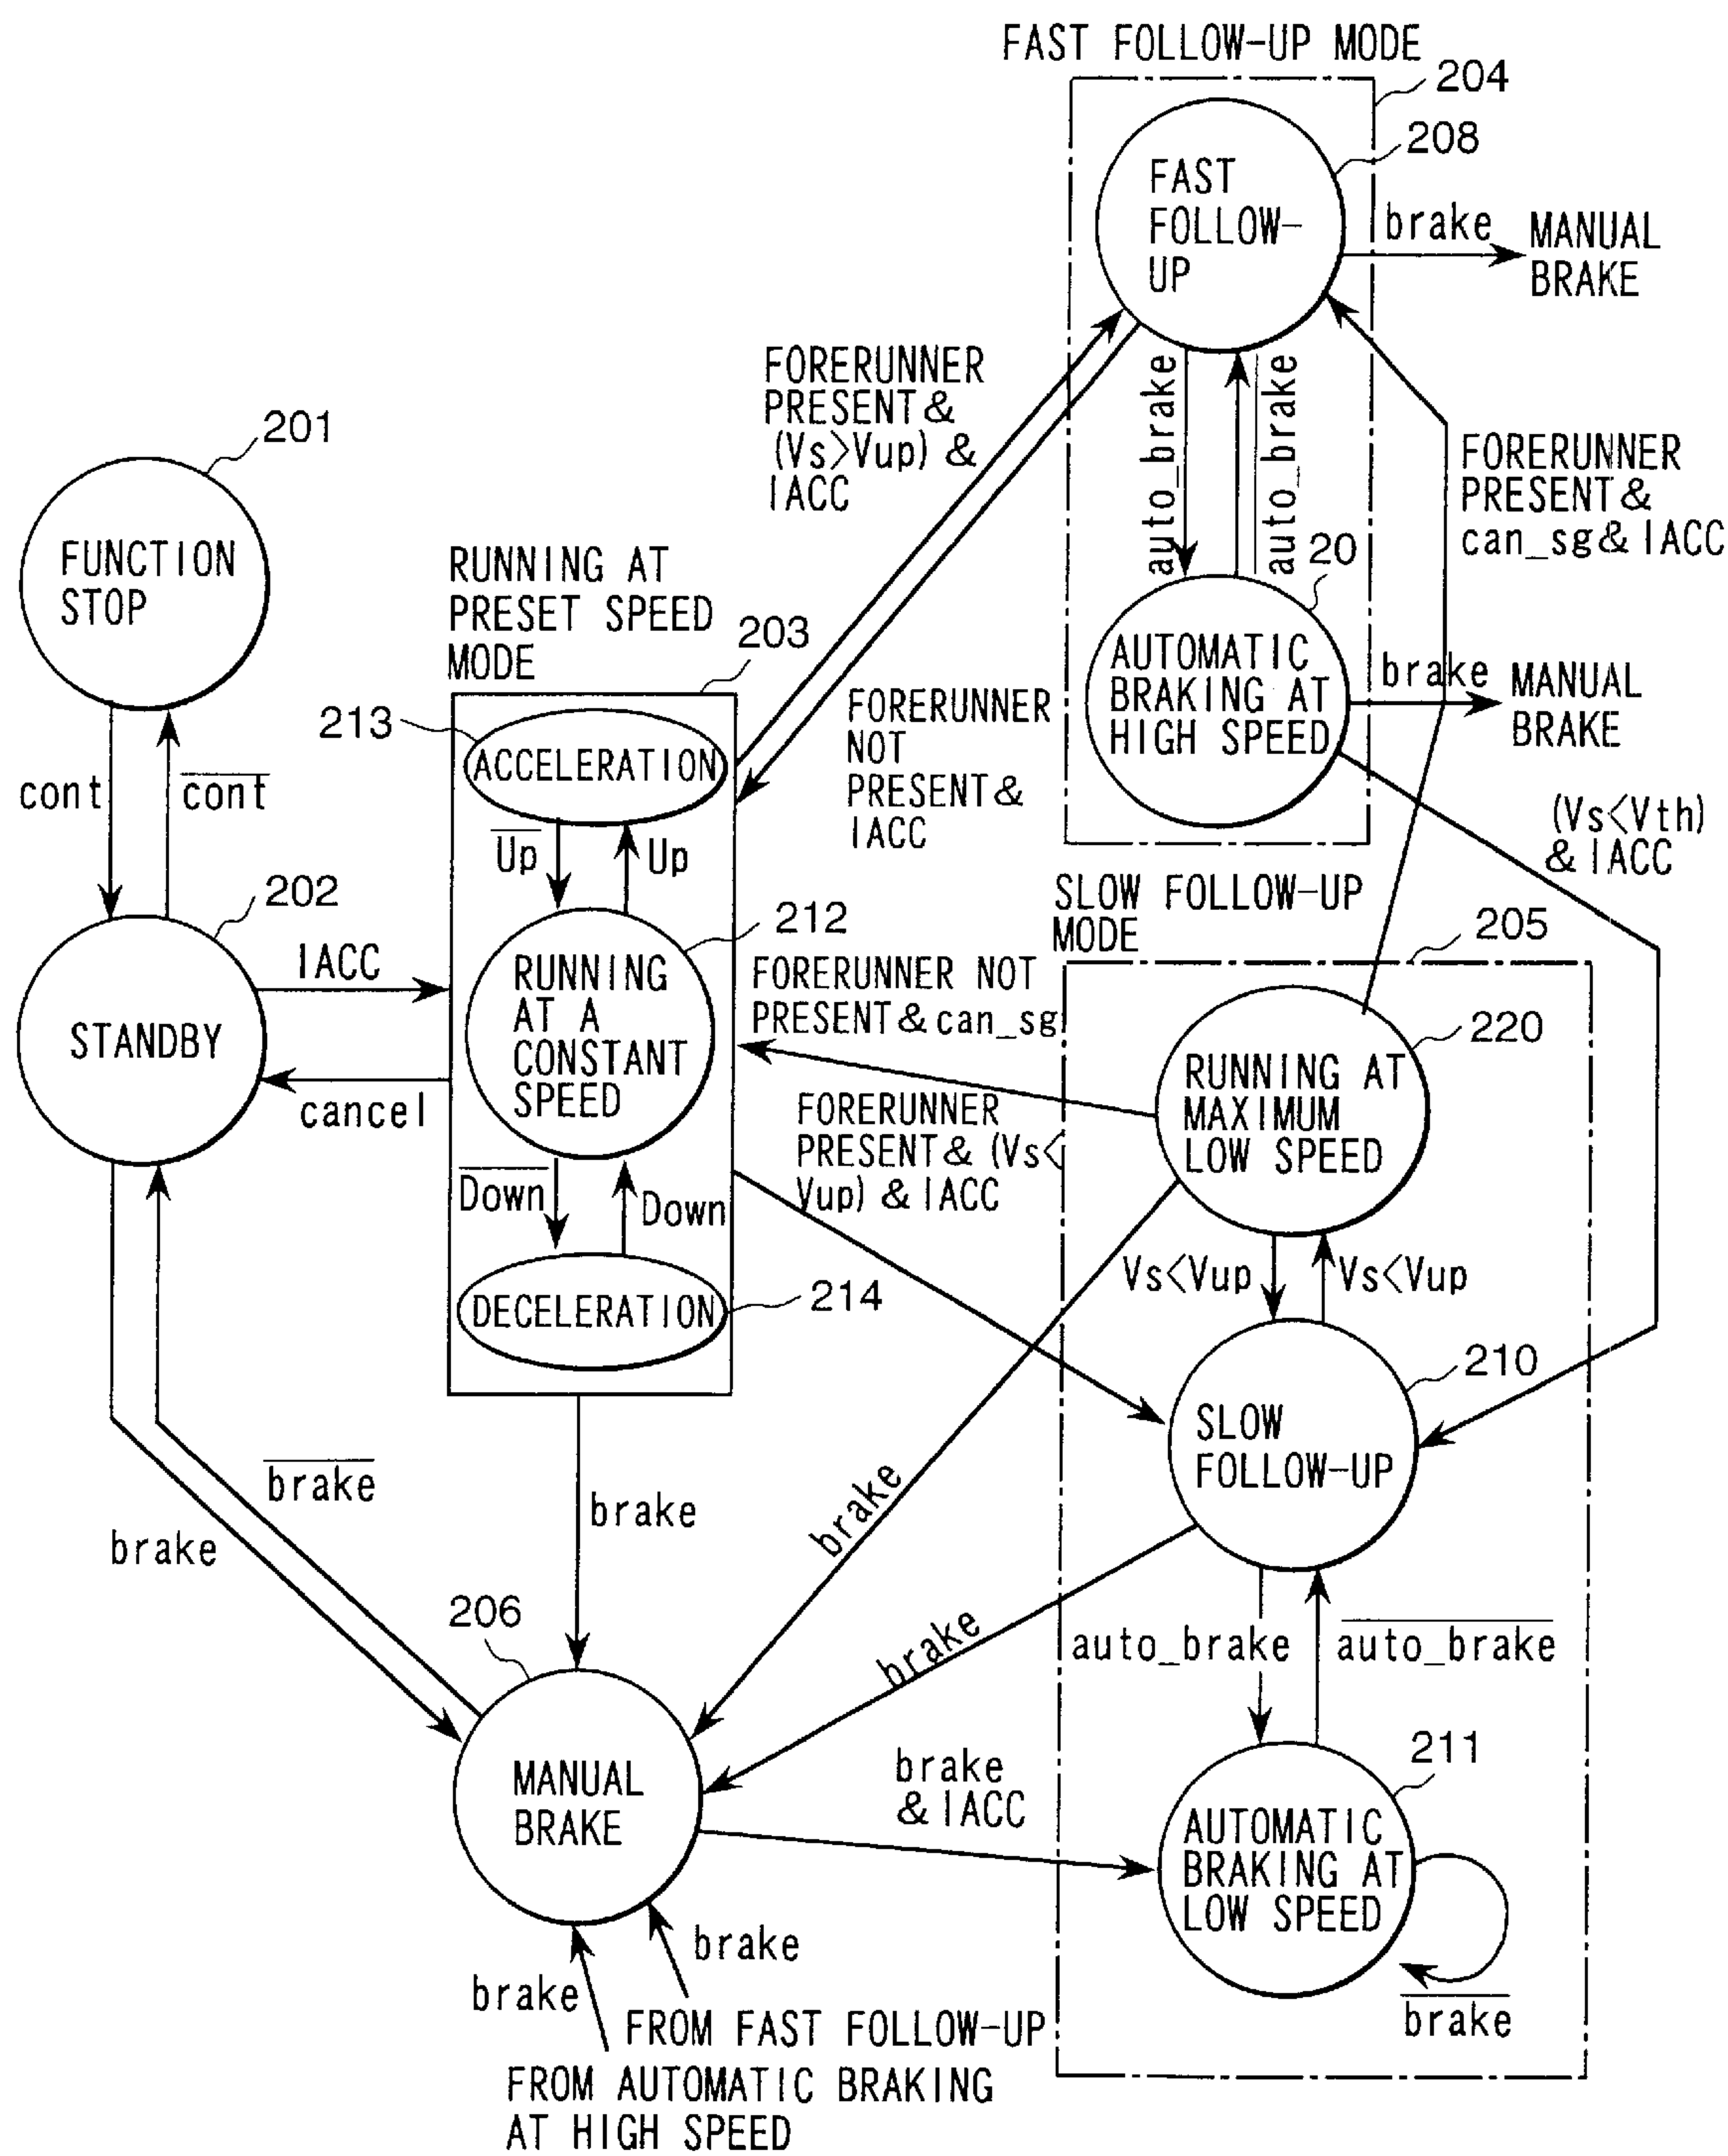 FAST FOLLOW-UP MODE
204
208
FAST
FOLLOW-
UP
brake
MANUAL
BRAKE
FORERUNNER
PRESENT &
(Vs>Vup) &
IACC
auto_brake
auto_brake
FORERUNNER
PRESENT &
can_sg & IACC
201
FUNCTION
STOP
RUNNING AT
PRESET SPEED
MODE
203
20
AUTOMATIC
BRAKING AT
HIGH SPEED
brake
MANUAL
BRAKE
213
ACCELERATION
FORERUNNER
NOT
PRESENT &
IACC
cont
cont
(Vs<Vth)
& IACC
Up
Up
202
212
SLOW FOLLOW-UP
MODE
205
IACC
STANDBY
cancel
RUNNING
AT A
CONSTANT
SPEED
FORERUNNER NOT
PRESENT & can_sg
220
RUNNING AT
MAXIMUM
LOW SPEED
FORERUNNER
PRESENT & (Vs<
Vup) & IACC
Down
Down
DECELERATION
214
Vs<Vup
Vs<Vup
210
SLOW
FOLLOW-UP
brake
brake
brake
brake
brake
auto_brake
auto_brake
206
MANUAL
BRAKE
brake
& IACC
211
AUTOMATIC
BRAKING AT
LOW SPEED
brake
brake
brake
FROM FAST FOLLOW-UP
FROM AUTOMATIC BRAKING
AT HIGH SPEED